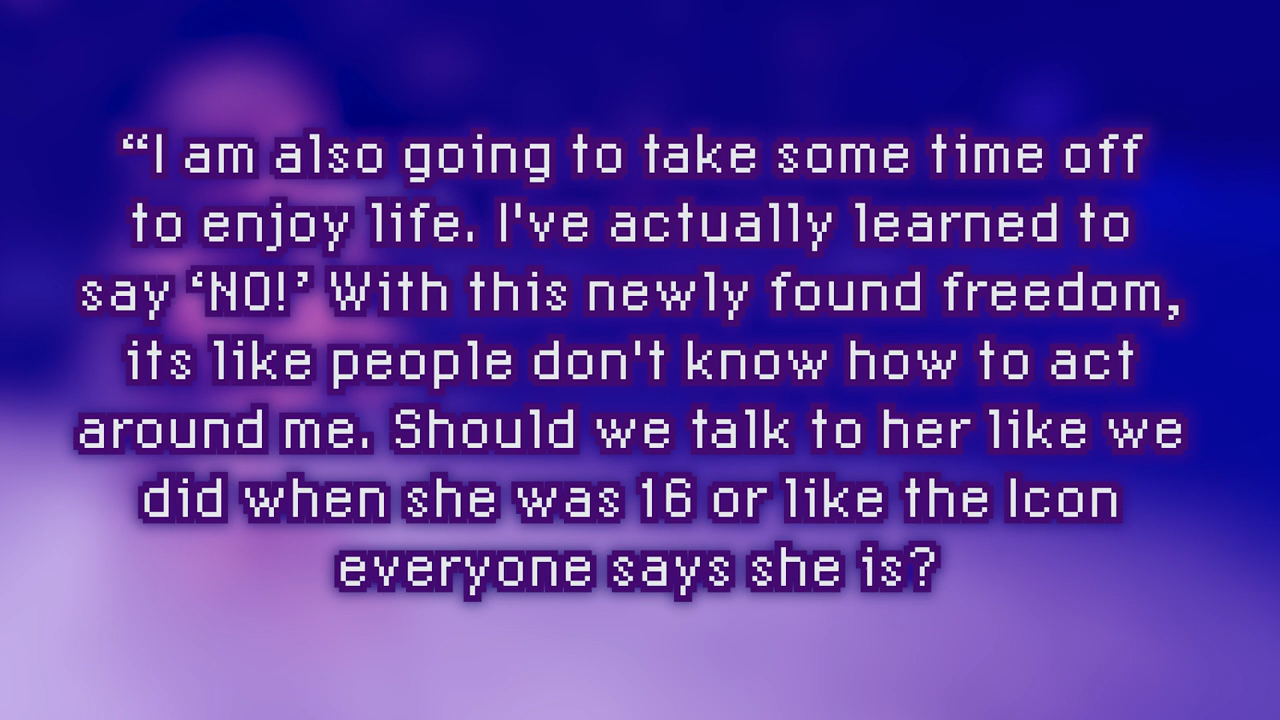 “I am also going to take some time off
to enjoy life. I've actually learned to
say ‘NO!’ With this newly found freedom,
its like people don't know how to act
around me. Should we talk to her like we
did when she was 16 or like the Icon
everyone says she is?